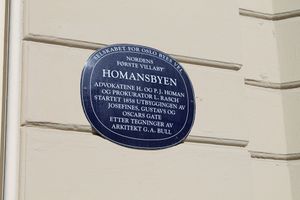 SELSKABET FOR OSLO BYES VEL
NORDENS
FØRSTE VILLABY
HOMANSBYEN
ADVOKATENE H. OG P.J. HOMAN
OG PROKURATOR L. RASCH
STARTET 1858 UTBYGGINGEN AV
JOSEFINES, GUSTAVS OG
OSCARS GATE
ETTER TEGNINGER AV
ARKITEKT G.A. BULL